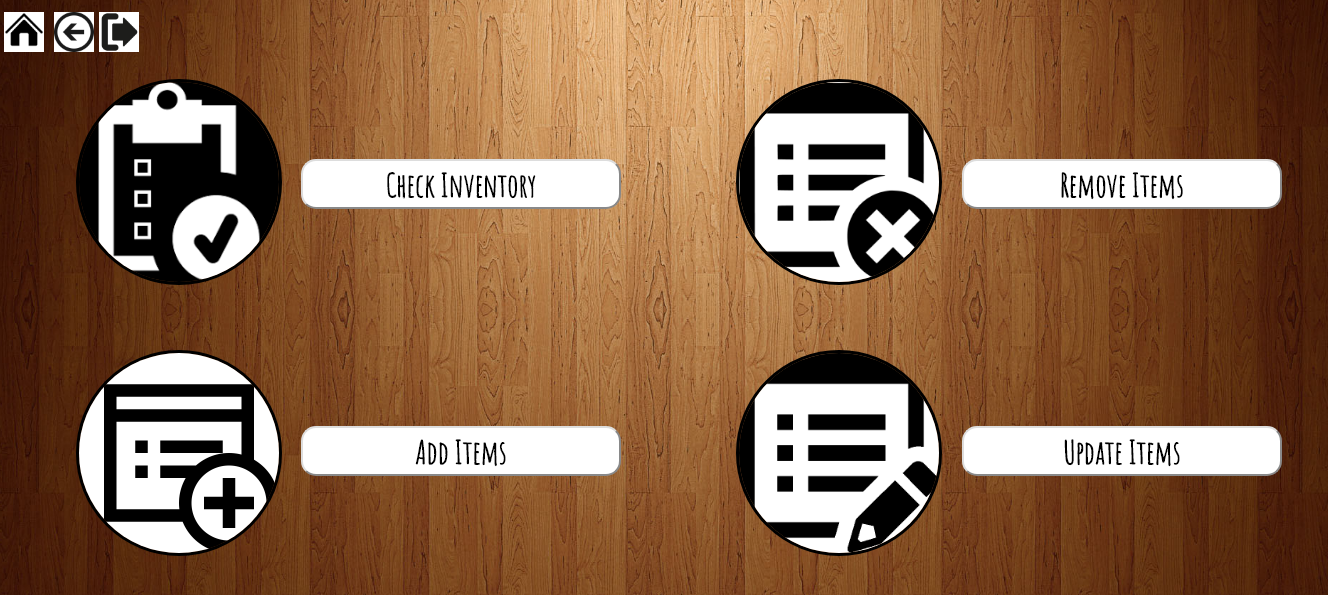 Check Inventory
Remove Items
Add Items
Update Items